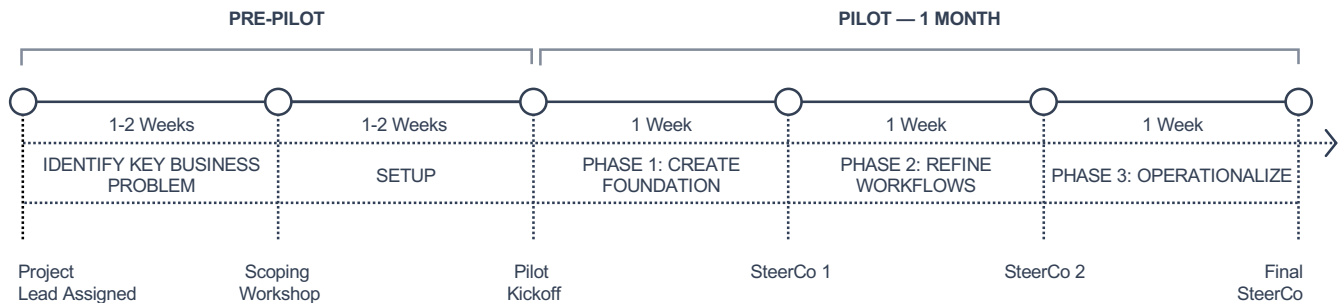 PRE-PILOT
PILOT — 1 MONTH
1-2 Weeks
1-2 Weeks
1 Week
1 Week
1 Week
IDENTIFY KEY BUSINESS
PROBLEM
SETUP
PHASE 1: CREATE
FOUNDATION
PHASE 2: REFINE
WORKFLOWS
PHASE 3: OPERATIONALIZE
Project
Lead Assigned
Scoping
Workshop
Pilot
Kickoff
SteerCo 1
SteerCo 2
Final
SteerCo